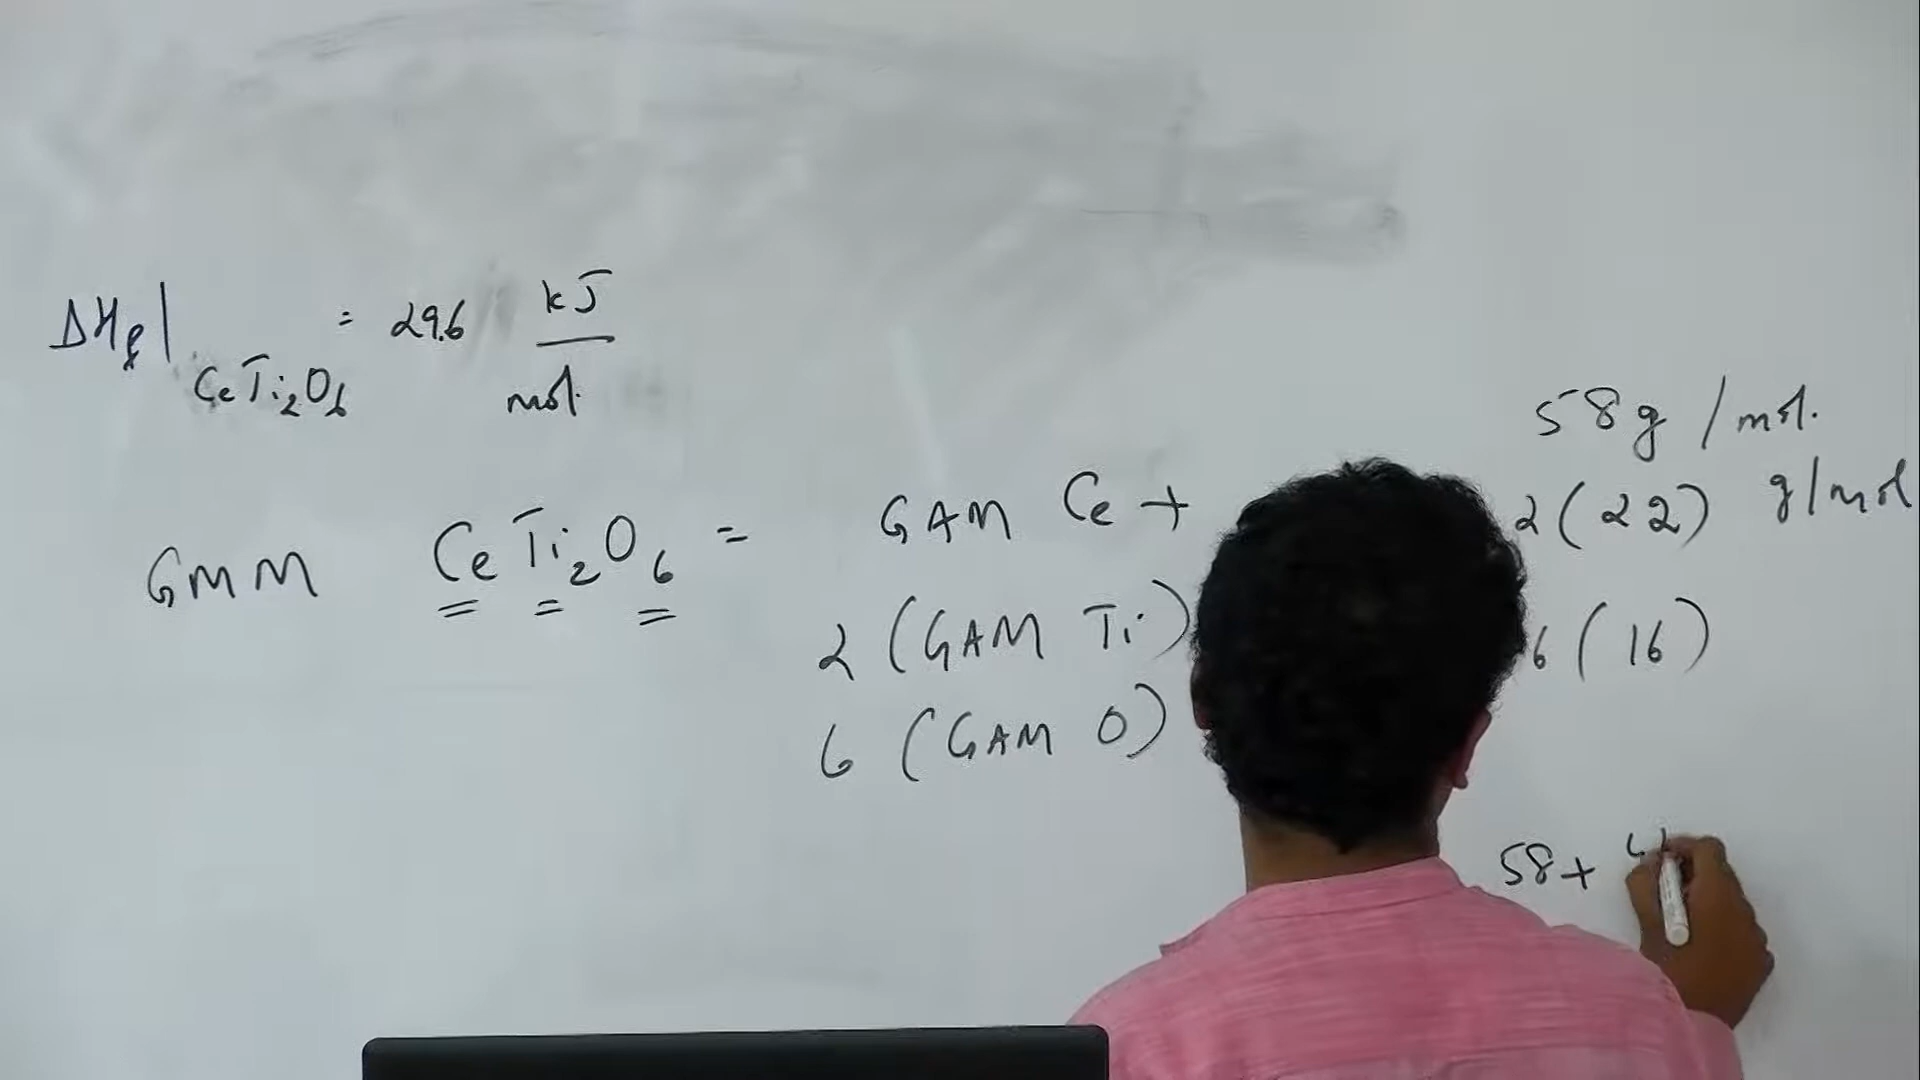 ΔHf| CeTi₂O₆ = 29.6 kJ/mol.
58g /mol.
GMM CeTi₂O₆ = GAM Ce +
2(22) g/mol
2 (GAM Ti)
6(16)
6 (GAM O)
58+